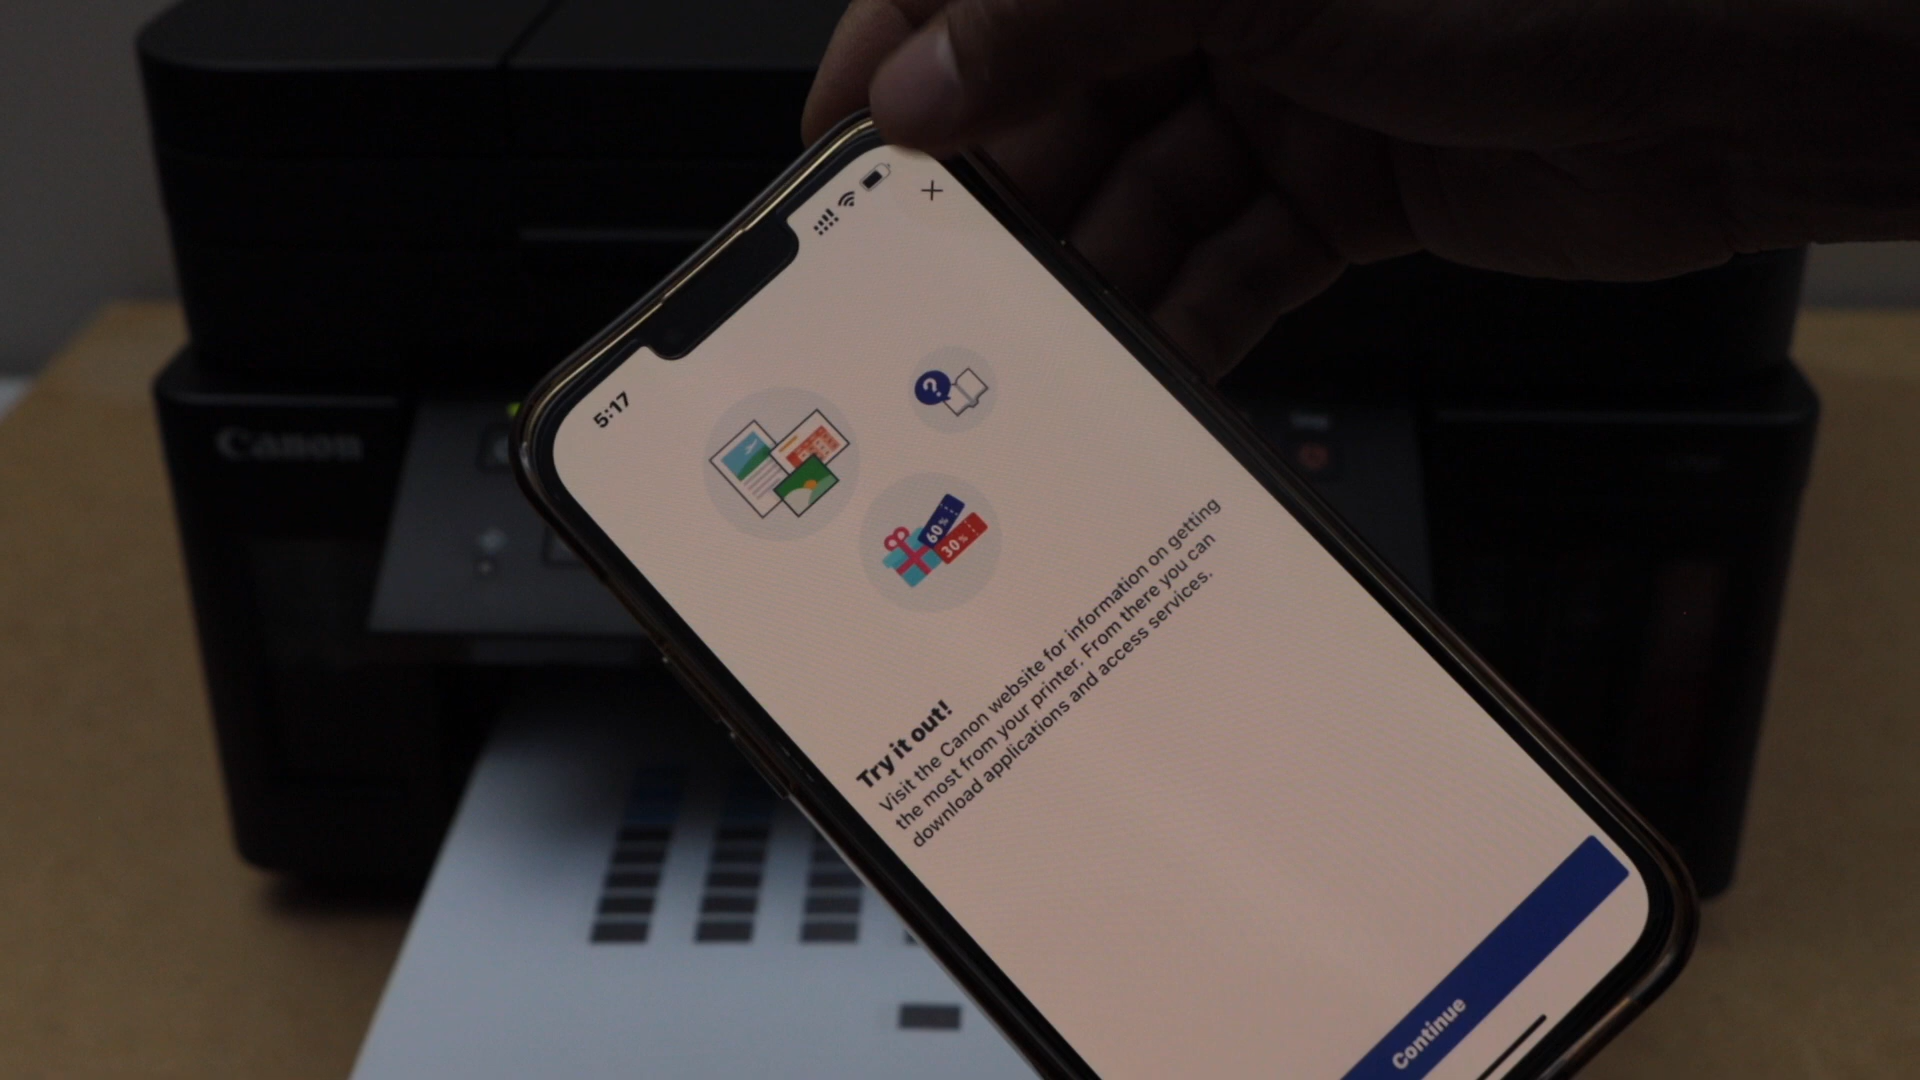 5:17
Canon
60%
30%
Try it out!
Visit the Canon website for information on getting
the most from your printer. From there you can
download applications and access services.
Continue